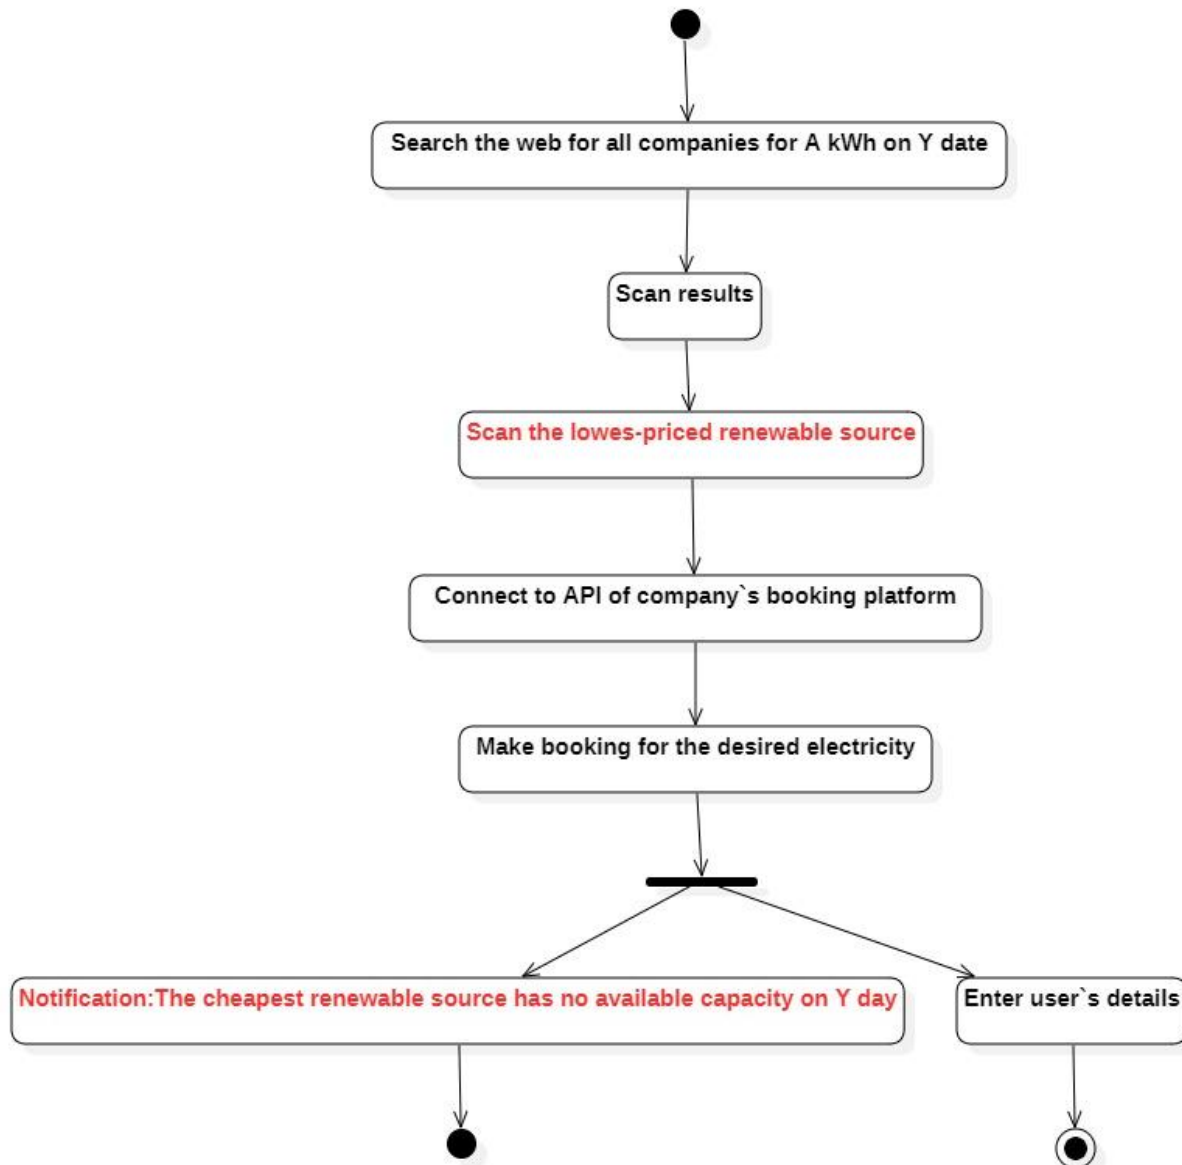 Search the web for all companies for A kWh on Y date
Scan results
Scan the lowes-priced renewable source
Connect to API of company`s booking platform
Make booking for the desired electricity
Notification:The cheapest renewable source has no available capacity on Y day
Enter user`s details